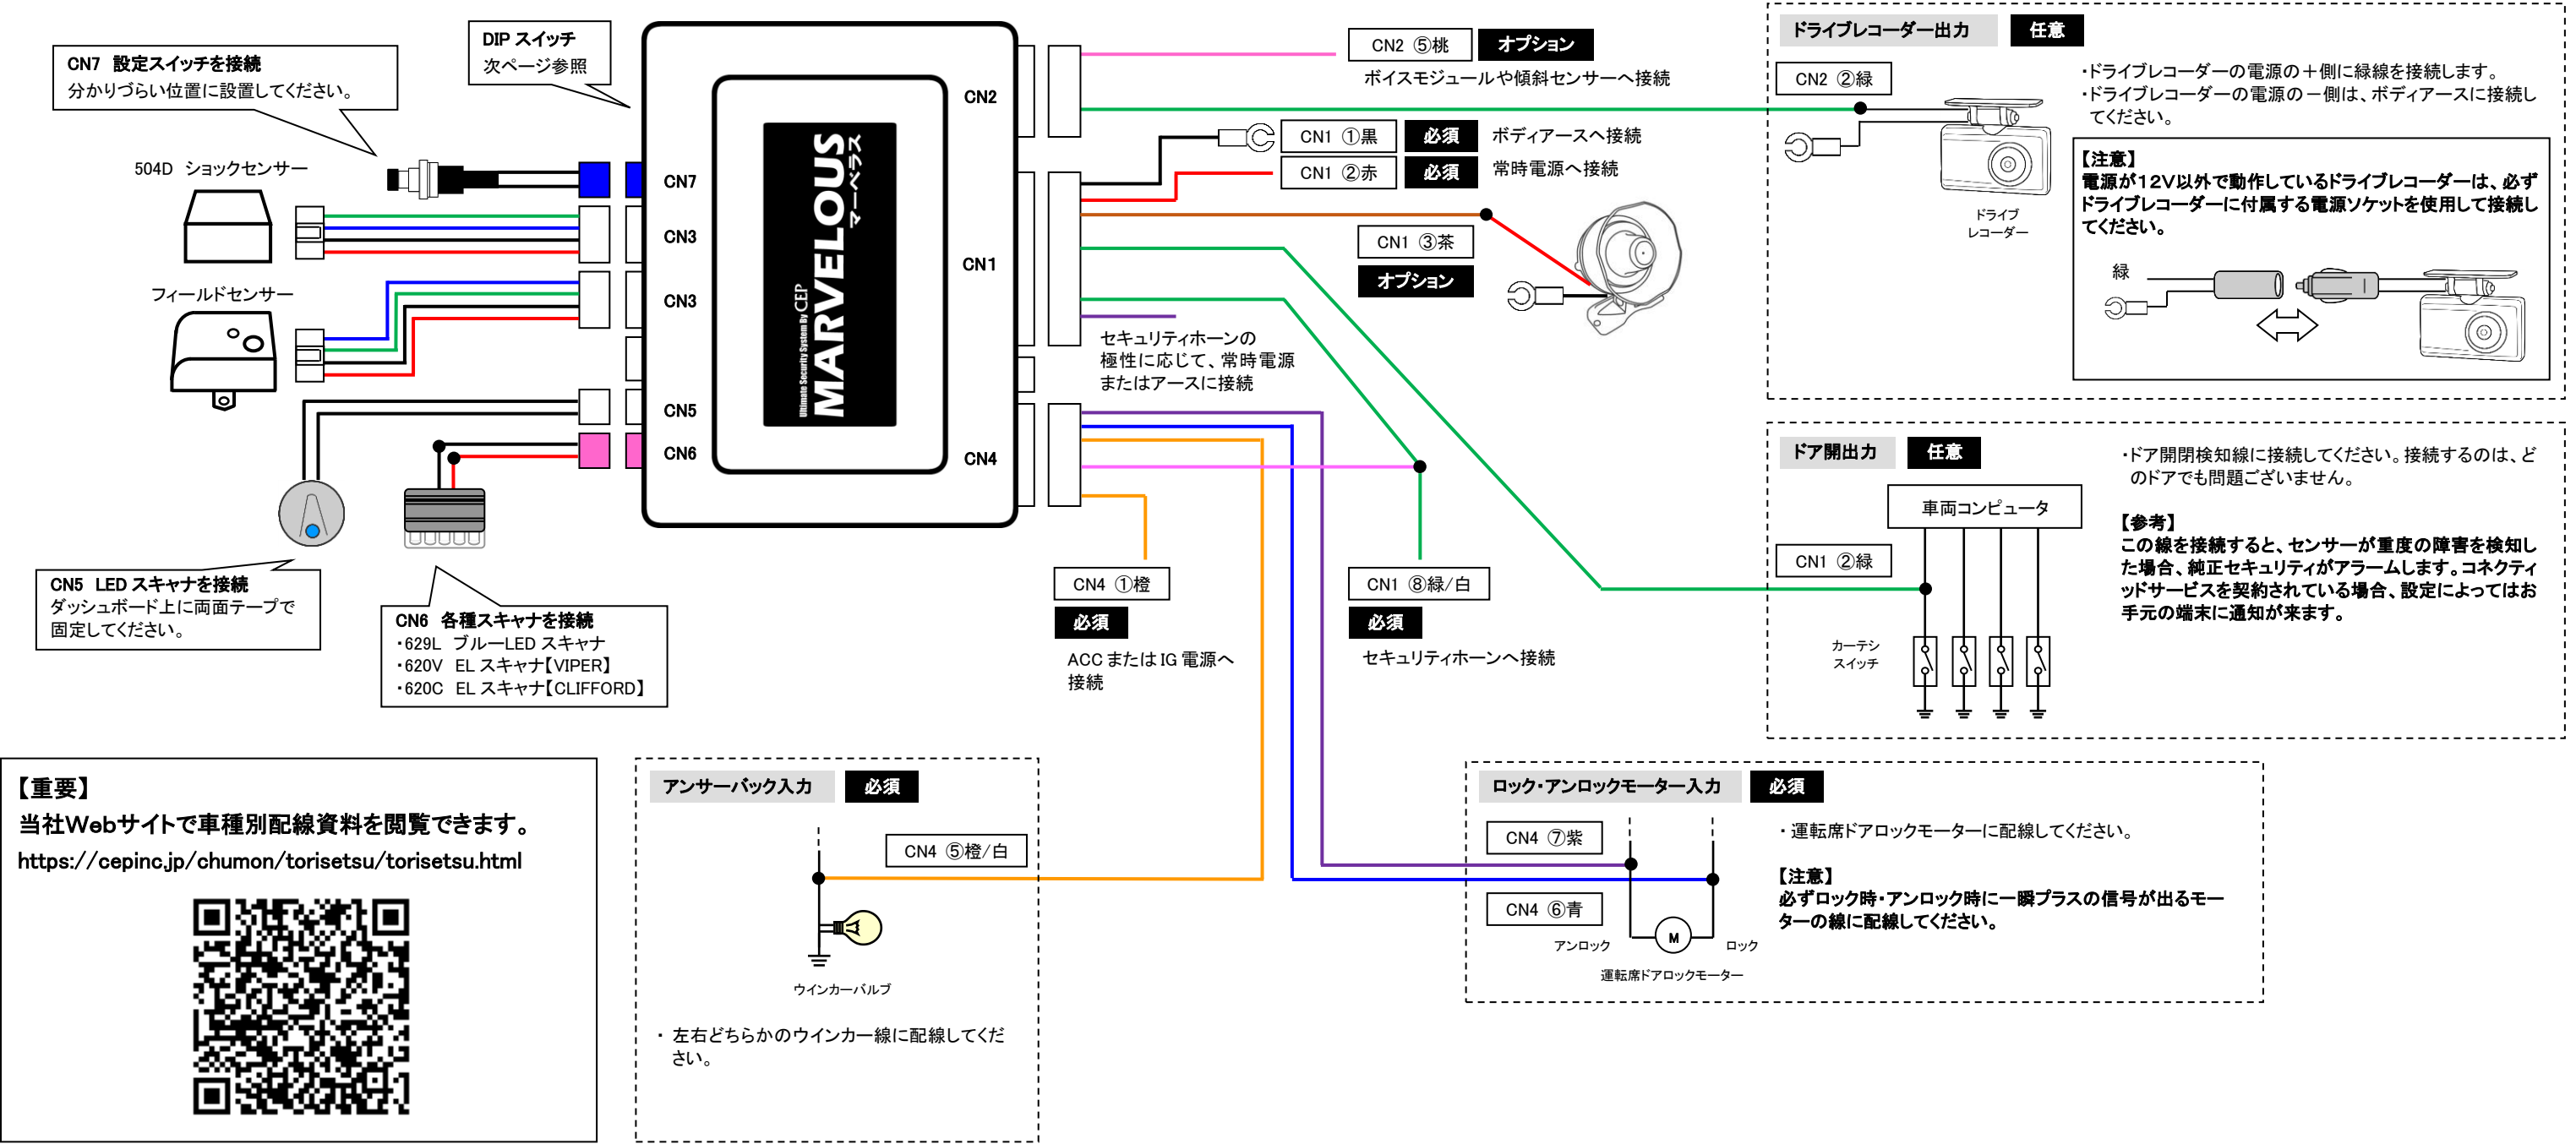 CN7 設定スイッチを接続
分かりづらい位置に設置してください。
DIP スイッチ
次ページ参照
504D ショックセンサー
フィールドセンサー
CN7
CN3
CN3
CN5
CN6
CN2
CN1
CN4
Ultimate Security System By CEP
MARVELOUS
マーベラス
CN5 LED スキャナを接続
ダッシュボード上に両面テープで
固定してください。
CN6 各種スキャナを接続
・629L ブルーLED スキャナ
・620V EL スキャナ【VIPER】
・620C EL スキャナ【CLIFFORD】
CN2 ⑤桃
オプション
ボイスモジュールや傾斜センサーへ接続
CN1 ①黒
必須
ボディアースへ接続
CN1 ②赤
必須
常時電源へ接続
CN1 ③茶
オプション
セキュリティホーンの
極性に応じて、常時電源
またはアースに接続
CN4 ①橙
必須
ACC または IG 電源へ
接続
CN1 ⑧緑/白
必須
セキュリティホーンへ接続
ドライブレコーダー出力
任意
CN2 ②緑
・ドライブレコーダーの電源の＋側に緑線を接続します。
・ドライブレコーダーの電源の－側は、ボディアースに接続し
てください。
ドライブ
レコーダー
【注意】
電源が１２Ｖ以外で動作しているドライブレコーダーは、必ず
ドライブレコーダーに付属する電源ソケットを使用して接続し
てください。
緑
ドア開出力
任意
・ドア開閉検知線に接続してください。接続するのは、ど
のドアでも問題ございません。
車両コンピュータ
CN1 ②緑
カーテシ
スイッチ
【参考】
この線を接続すると、センサーが重度の障害を検知し
た場合、純正セキュリティがアラームします。コネクティ
ッドサービスを契約されている場合、設定によってはお
手元の端末に通知が来ます。
【重要】
当社Ｗｅｂサイトで車種別配線資料を閲覧できます。
https://cepinc.jp/chumon/torisetsu/torisetsu.html
アンサーバック入力
必須
CN4 ⑤橙/白
ウインカーバルブ
・ 左右どちらかのウインカー線に配線してくだ
さい。
ロック・アンロックモーター入力
必須
CN4 ⑦紫
・ 運転席ドアロックモーターに配線してください。
【注意】
必ずロック時・アンロック時に一瞬プラスの信号が出るモー
ターの線に配線してください。
CN4 ⑥青
アンロック
M
ロック
運転席ドアロックモーター